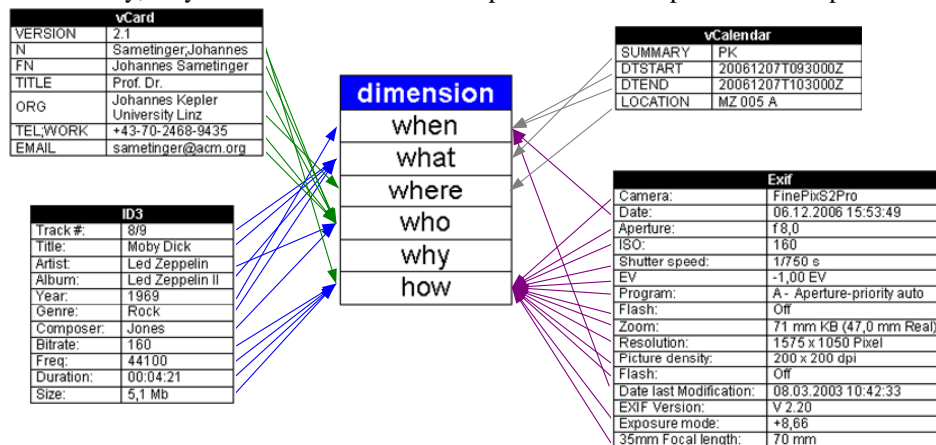 vCard
VERSION 2.1
N Sametinger;Johannes
FN Johannes Sametinger
TITLE Prof. Dr.
ORG Johannes Kepler
University Linz
TEL;WORK +43-70-2468-9435
EMAIL sametinger@acm.org
ID3
Track #: 8/9
Title: Moby Dick
Artist: Led Zeppelin
Album: Led Zeppelin II
Year: 1969
Genre: Rock
Composer: Jones
Bitrate: 160
Freq: 44100
Duration: 00:04:21
Size: 5,1 Mb
dimension
when
what
where
who
why
how
vCalendar
SUMMARY PK
DTSTART 20061207T093000Z
DTEND 20061207T103000Z
LOCATION MZ 005 A
Exif
Camera: FinePixS2Pro
Date: 06.12.2006 15:53:49
Aperture: f 8,0
ISO: 160
Shutter speed: 1/750 s
EV -1,00 EV
Program: A - Aperture-priority auto
Flash: Off
Zoom: 71 mm KB (47,0 mm Real)
Resolution: 1575 x 1050 Pixel
Picture density: 200 x 200 dpi
Flash: Off
Date last Modification: 08.03.2003 10:42:33
EXIF Version: V 2.20
Exposure mode: +8,66
35mm Focal length: 70 mm